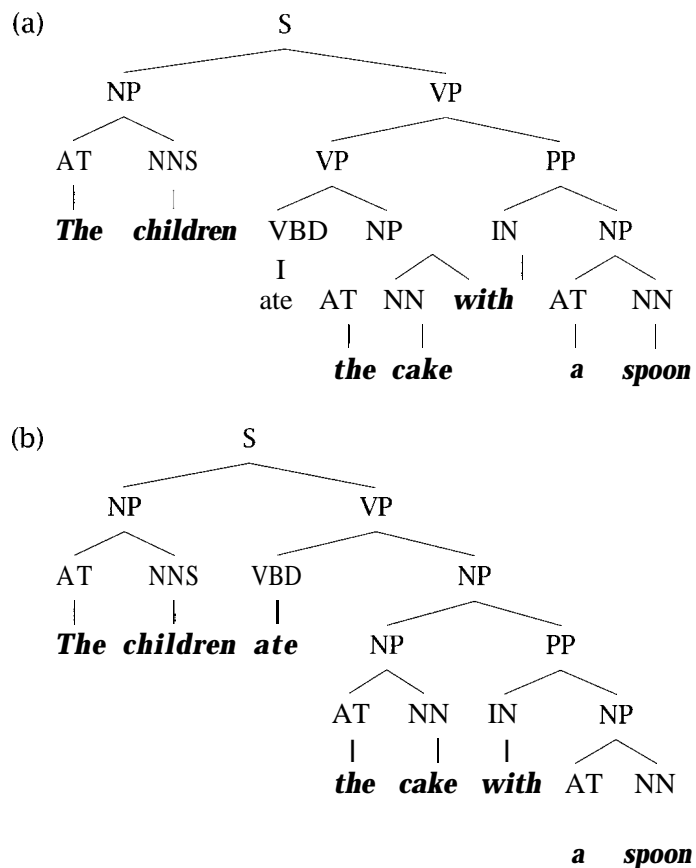 (a) S
NP VP
AT NNS VP PP
The children VBD NP IN NP
I
ate AT NN with AT NN
the cake a spoon
(b) S
NP VP
AT NNS VBD NP
The children ate NP PP
AT NN IN NP
the cake with AT NN
a spoon